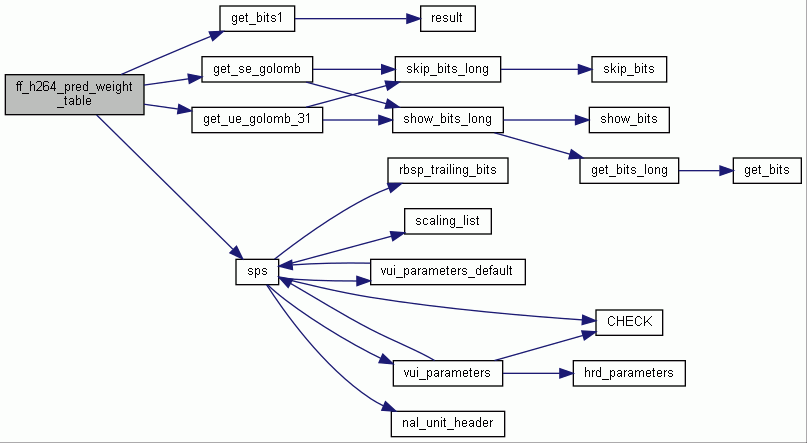 get_bits1
result
get_se_golomb
skip_bits_long
skip_bits
ff_h264_pred_weight
_table
get_ue_golomb_31
show_bits_long
show_bits
get_bits_long
get_bits
rbsp_trailing_bits
scaling_list
sps
vui_parameters_default
CHECK
vui_parameters
hrd_parameters
nal_unit_header